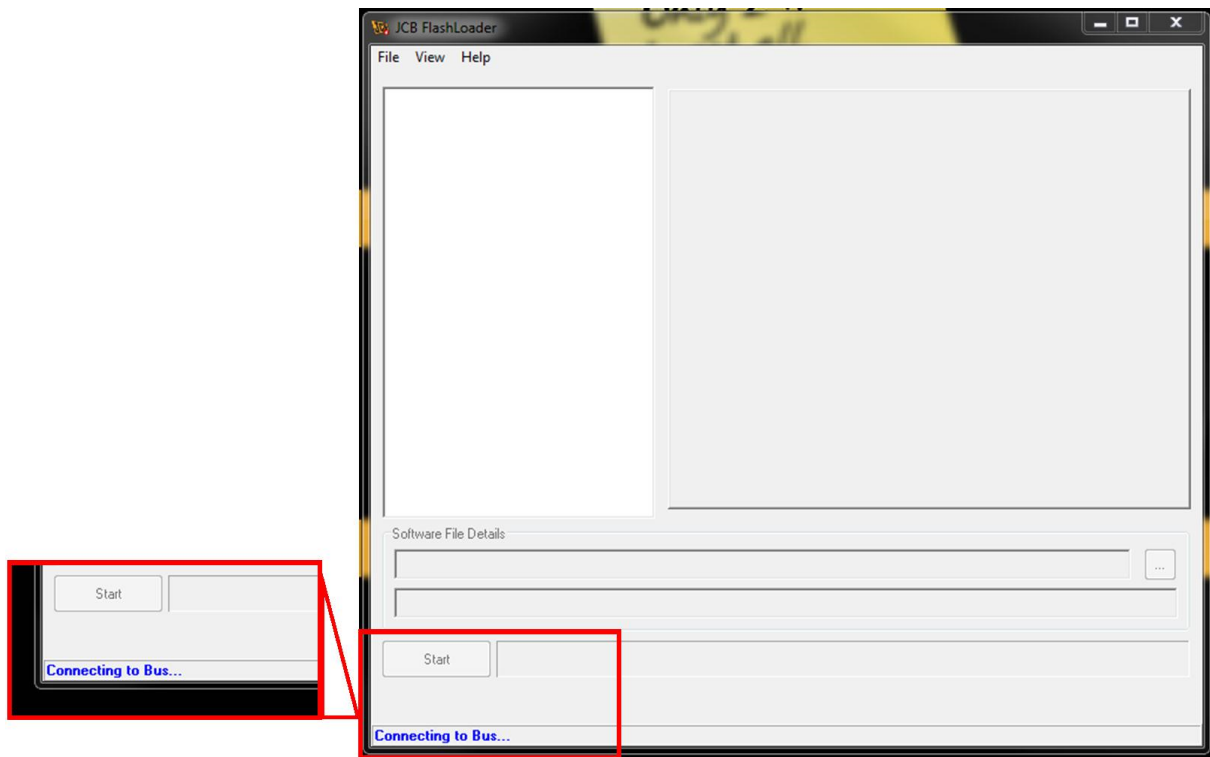 JCB FlashLoader
File View Help
Software File Details
...
Start
Connecting to Bus...
Start
Connecting to Bus...